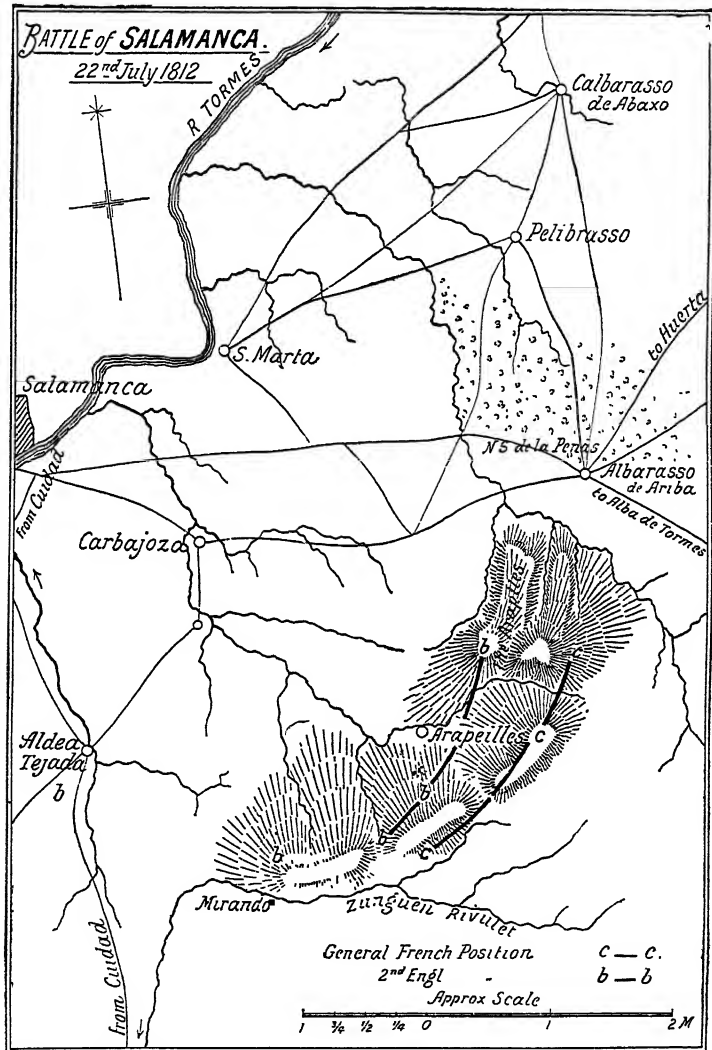 BATTLE of SALAMANCA.
22nd July 1812
R TORMES
Calbarasso
de Abaxo
Pelibrasso
to Huerta
S. Marta
Salamanca
N S de la Peñas
Albarasso
de Ariba
from Cuidad
to Alba de Tormes
Carbajoza
Arapiles
b
c
Arapeilles
c
Aldea
Tejada
b
b
b
b
c
Mirando
Zunguen Rivulet
from Cuidad
General French Position c — c.
2nd Engl " b — b
Approx Scale
1 ¾ ½ ¼ 0 1 2 M